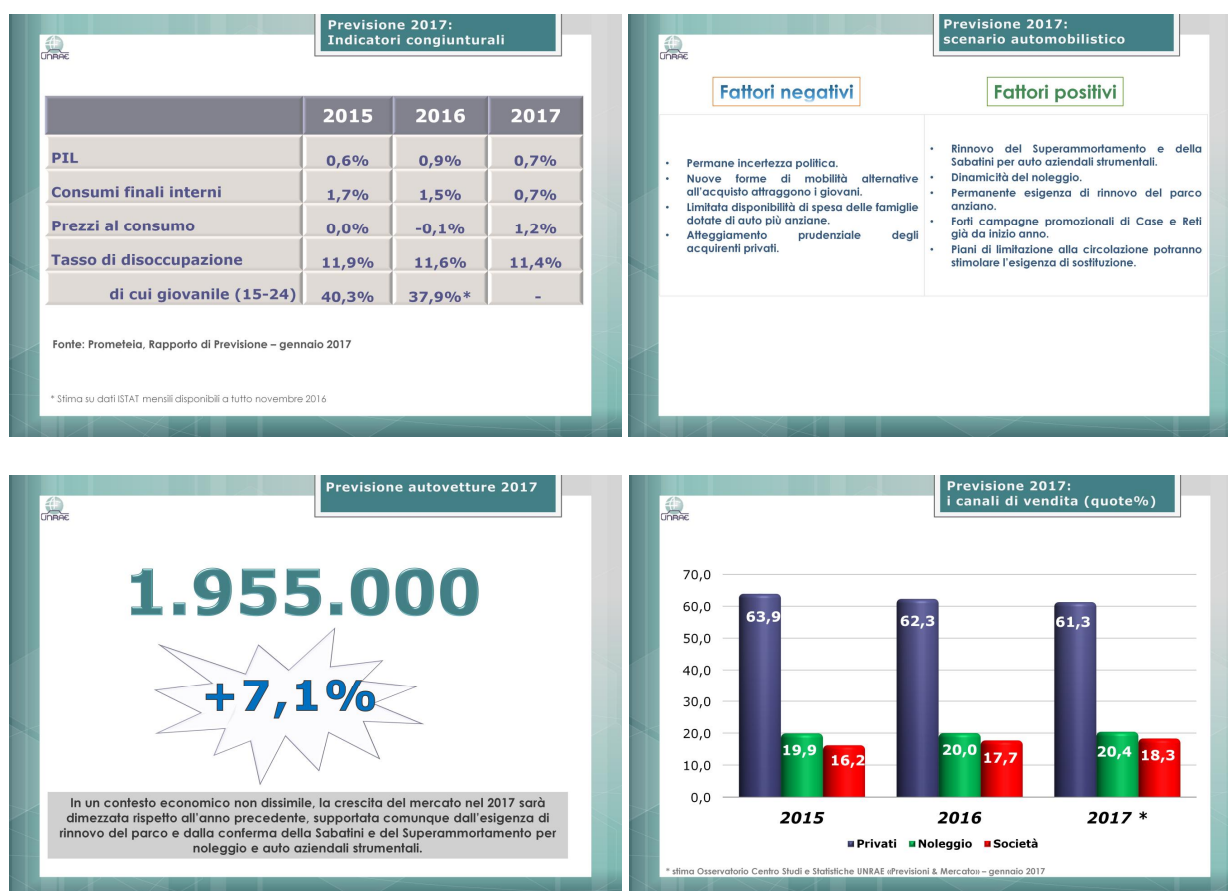 Previsione 2017:
Indicatori congiunturali
UNRAE
2015 2016 2017
PIL 0,6% 0,9% 0,7%
Consumi finali interni 1,7% 1,5% 0,7%
Prezzi al consumo 0,0% -0,1% 1,2%
Tasso di disoccupazione 11,9% 11,6% 11,4%
di cui giovanile (15-24) 40,3% 37,9%* -
Fonte: Prometeia, Rapporto di Previsione – gennaio 2017
* Stima su dati ISTAT mensili disponibili a tutto novembre 2016
Previsione 2017:
scenario automobilistico
UNRAE
Fattori negativi
• Permane incertezza politica.
• Nuove forme di mobilità alternative
all'acquisto attraggono i giovani.
• Limitata disponibilità di spesa delle famiglie
dotate di auto più anziane.
• Atteggiamento prudenziale degli
acquirenti privati.
Fattori positivi
• Rinnovo del Superammortamento e della
Sabatini per auto aziendali strumentali.
• Dinamicità del noleggio.
• Permanente esigenza di rinnovo del parco
anziano.
• Forti campagne promozionali di Case e Reti
già da inizio anno.
• Piani di limitazione alla circolazione potranno
stimolare l'esigenza di sostituzione.
Previsione autovetture 2017
UNRAE
1.955.000
+7,1%
In un contesto economico non dissimile, la crescita del mercato nel 2017 sarà
dimezzata rispetto all'anno precedente, supportata comunque dall'esigenza di
rinnovo del parco e dalla conferma della Sabatini e del Superammortamento per
noleggio e auto aziendali strumentali.
Previsione 2017:
i canali di vendita (quote%)
UNRAE
70,0
60,0
50,0
40,0
30,0
20,0
10,0
0,0
63,9 19,9 16,2
62,3 20,0 17,7
61,3 20,4 18,3
2015 2016 2017 *
Privati Noleggio Società
* stima Osservatorio Centro Studi e Statistiche UNRAE «Previsioni & Mercato» – gennaio 2017